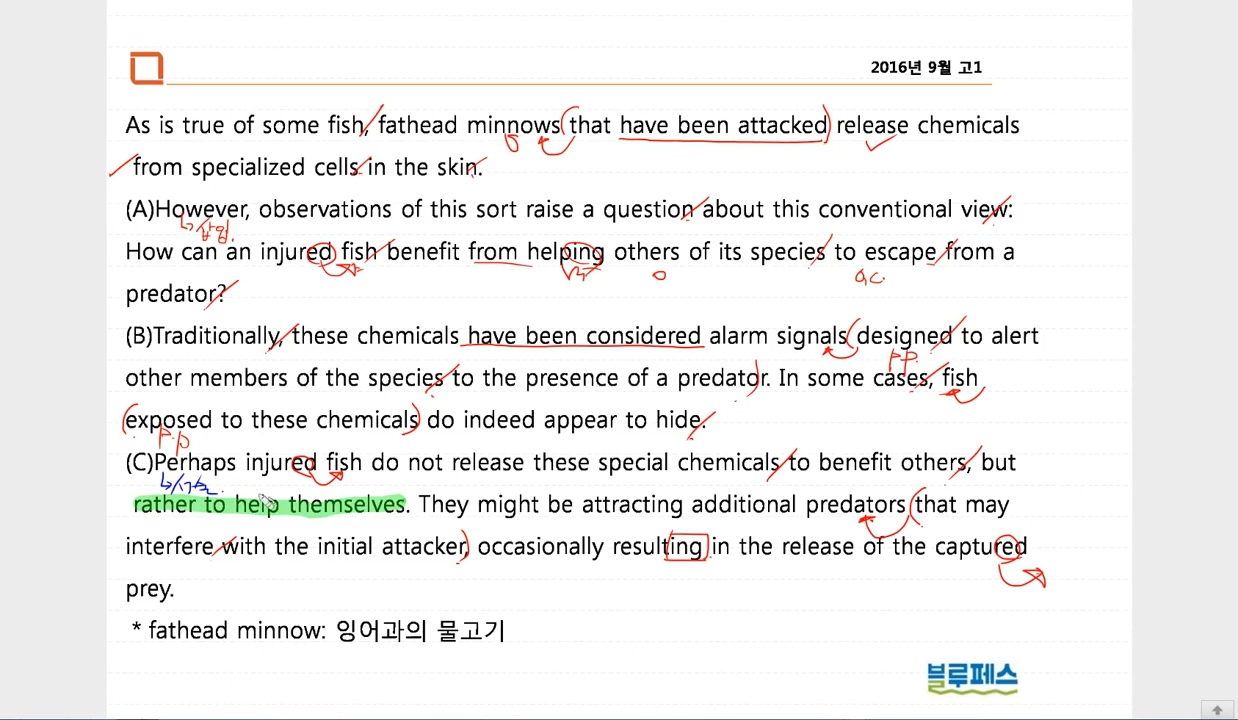 2016년 9월 고1
As is true of some fish, fathead minnows that have been attacked release chemicals
from specialized cells in the skin.
(A)However, observations of this sort raise a question about this conventional view:
삽입.
How can an injured fish benefit from helping others of its species to escape from a
o
ac.
predator?
(B)Traditionally, these chemicals have been considered alarm signals designed to alert
p.p.
other members of the species to the presence of a predator. In some cases, fish
exposed to these chemicals do indeed appear to hide.
p.p
(C)Perhaps injured fish do not release these special chemicals to benefit others, but
rather to help themselves. They might be attracting additional predators that may
interfere with the initial attacker, occasionally resulting in the release of the captured
prey.
* fathead minnow: 잉어과의 물고기
블루페스